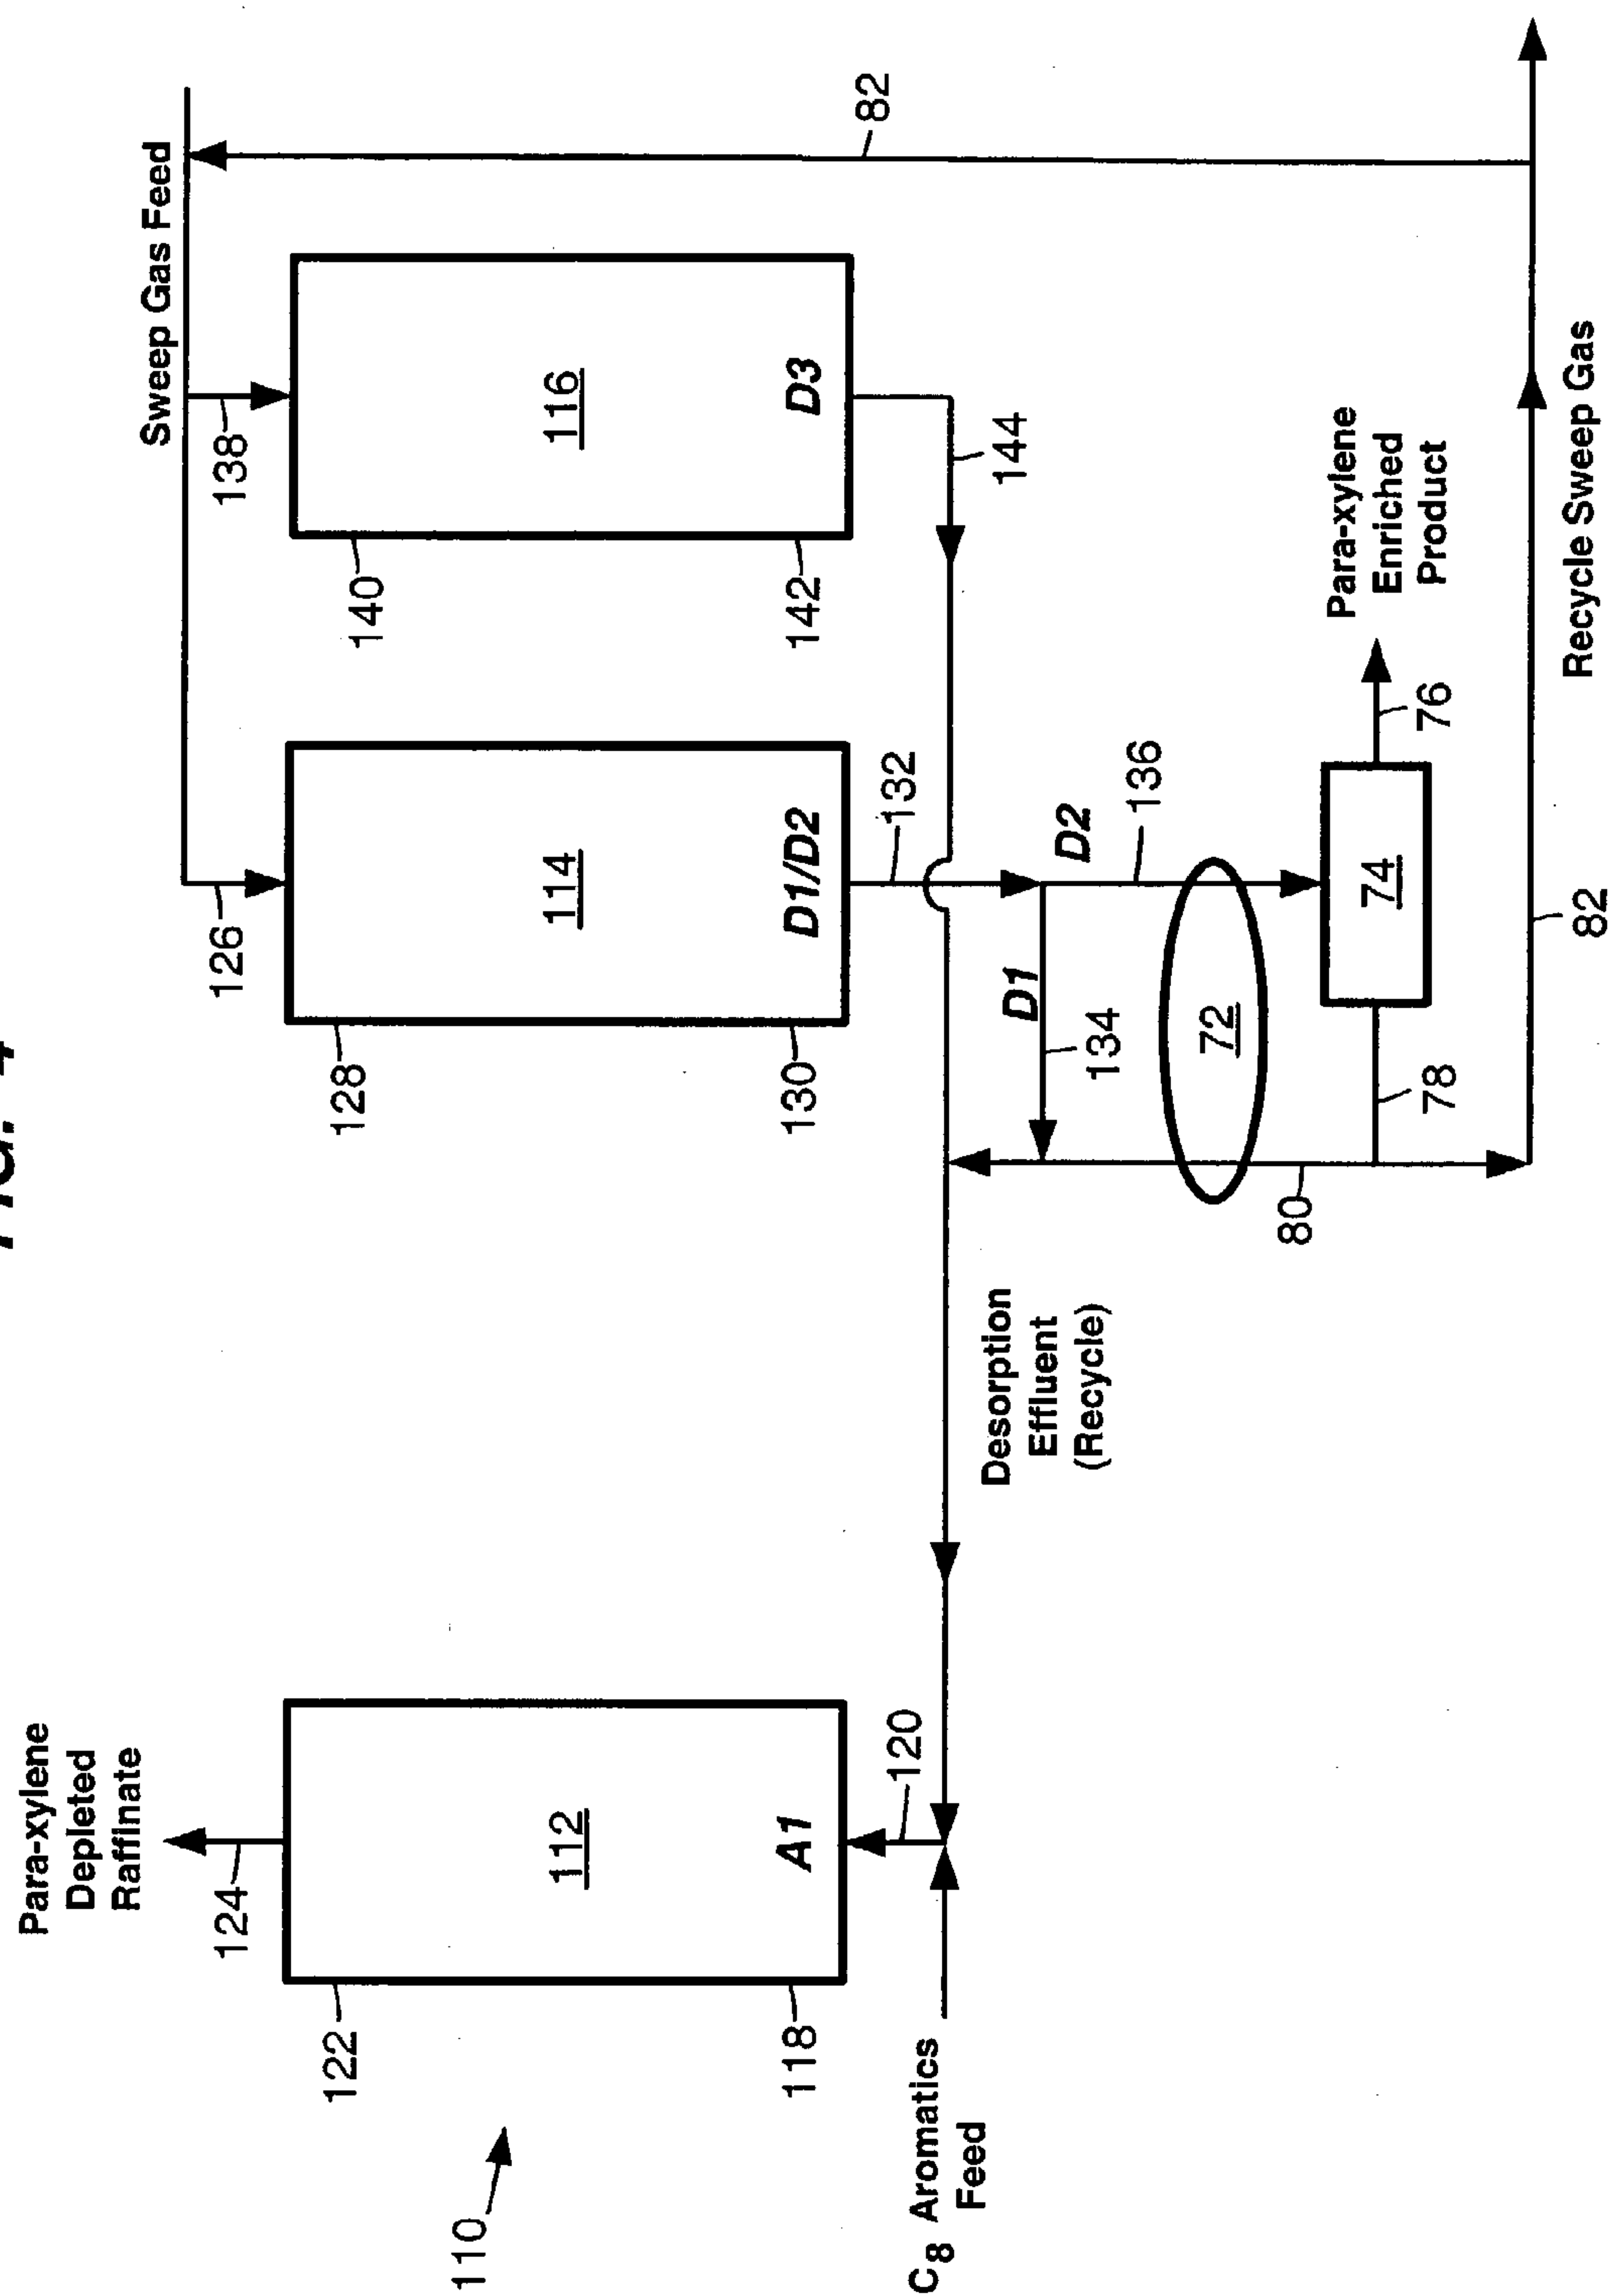 Para-xylene
Depleted
Raffinate
Sweep Gas Feed
124
126
138
122
128
140
110
112
114
116
82
118
A1
130
D1/D2
142
D3
120
132
144
C8 Aromatics
Feed
Desorption
Effluent
(Recycle)
D1
134
D2
136
72
80
74
78
76
Para-xylene
Enriched
Product
82
Recycle Sweep Gas